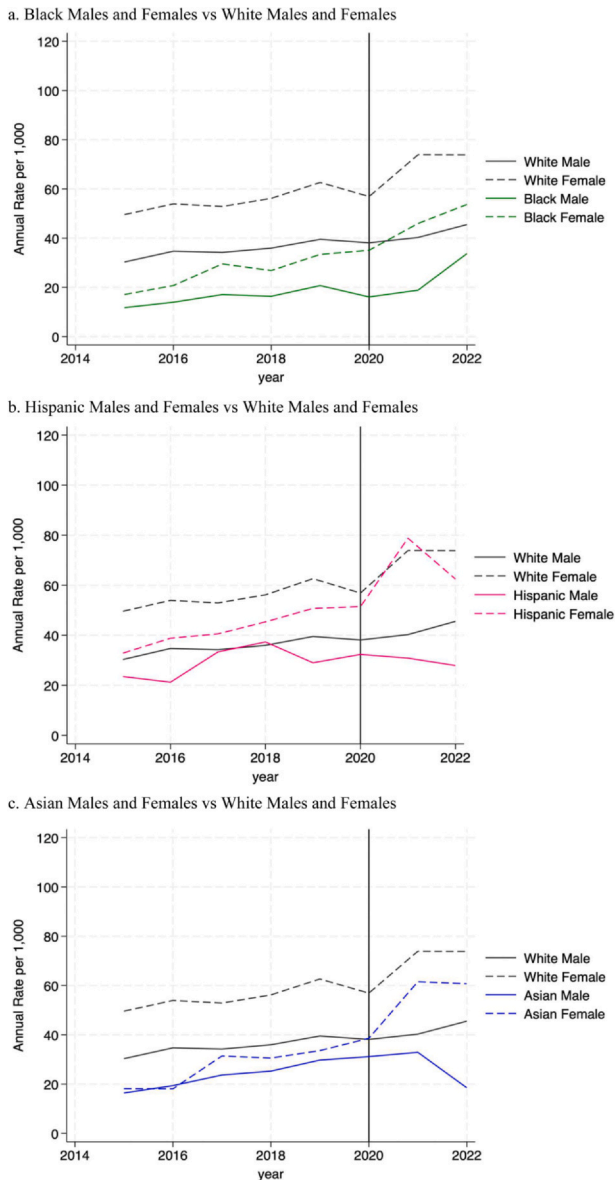 a. Black Males and Females vs White Males and Females
120
100
80
60
40
20
0
Annual Rate per 1,000
2014 2016 2018 2020 2022
year
White Male
White Female
Black Male
Black Female
b. Hispanic Males and Females vs White Males and Females
120
100
80
60
40
20
0
Annual Rate per 1,000
2014 2016 2018 2020 2022
year
White Male
White Female
Hispanic Male
Hispanic Female
c. Asian Males and Females vs White Males and Females
120
100
80
60
40
20
0
Annual Rate per 1,000
2014 2016 2018 2020 2022
year
White Male
White Female
Asian Male
Asian Female